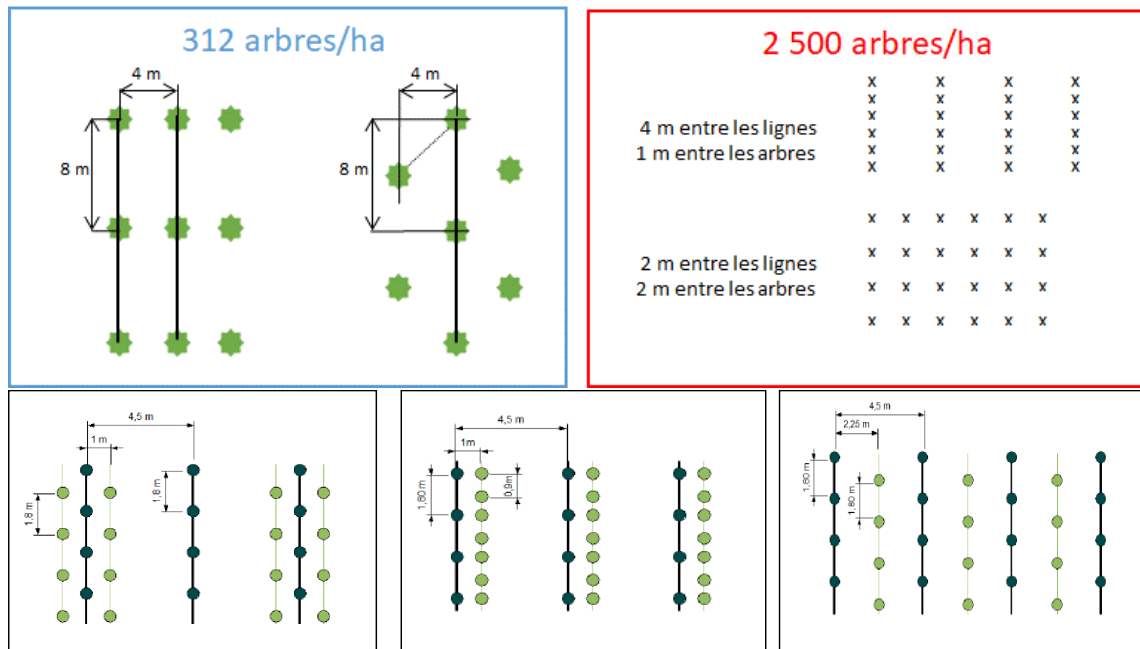 312 arbres/ha
4 m
4 m
8 m
8 m
2 500 arbres/ha
x x x x
x x x x
x x x x
x x x x
x x x x
x x x x
4 m entre les lignes
1 m entre les arbres
x x x x x x
x x x x x x
x x x x x x
x x x x x x
2 m entre les lignes
2 m entre les arbres
4,5 m
1 m
1,8 m
1,8 m
4,5 m
1m
1,80 m
0,9m
4,5 m
2,25 m
1,80 m
1,80 m